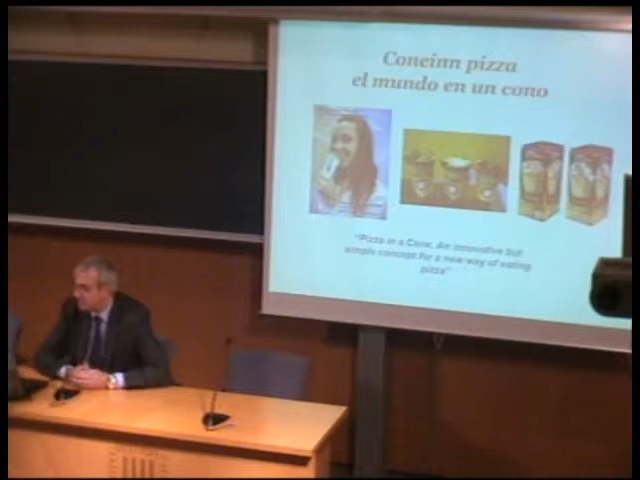 Coneinn pizza
el mundo en un cono
"Pizza in a Cone. An innovative but
simple concept for a new way of eating
pizza"